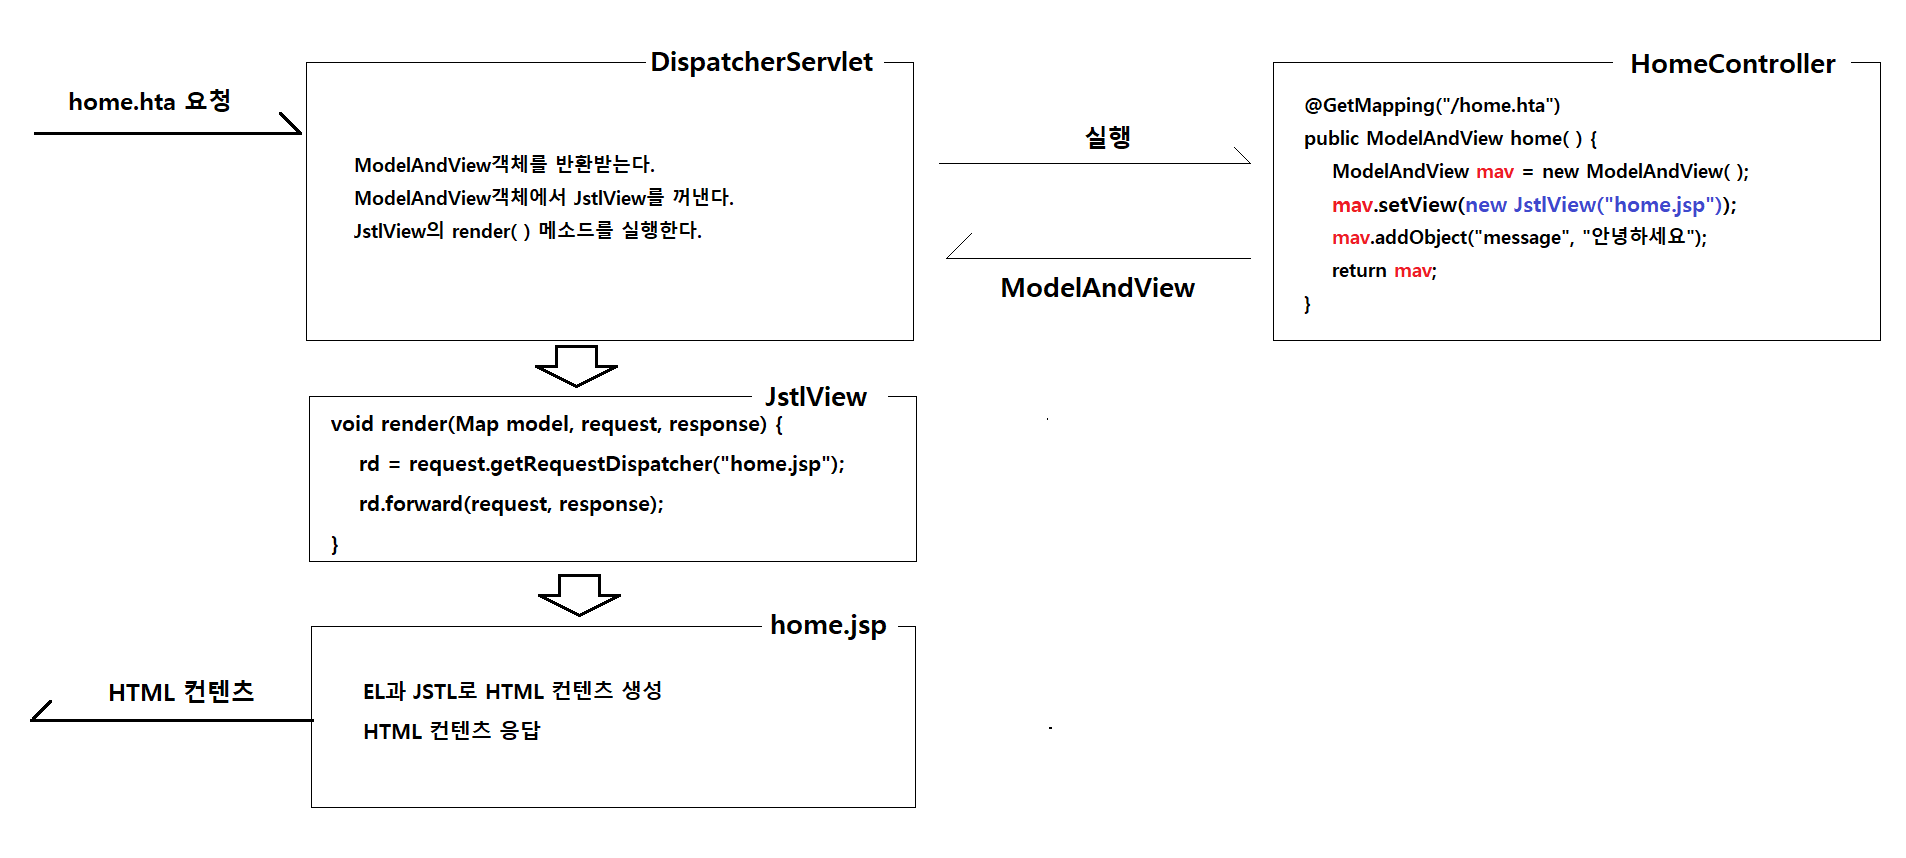 home.hta 요청
DispatcherServlet
ModelAndView객체를 반환받는다.
ModelAndView객체에서 JstlView를 꺼낸다.
JstlView의 render( ) 메소드를 실행한다.
실행
ModelAndView
HomeController
@GetMapping("/home.hta")
public ModelAndView home( ) {
ModelAndView mav = new ModelAndView( );
mav.setView(new JstlView("home.jsp"));
mav.addObject("message", "안녕하세요");
return mav;
}
JstlView
void render(Map model, request, response) {
rd = request.getRequestDispatcher("home.jsp");
rd.forward(request, response);
}
home.jsp
EL과 JSTL로 HTML 컨텐츠 생성
HTML 컨텐츠 응답
HTML 컨텐츠